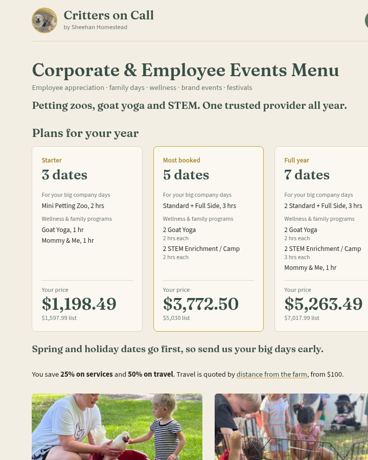 Critters on Call
by Sheehan Homestead
Corporate & Employee Events Menu
Employee appreciation · family days · wellness · brand events · festivals
Petting zoos, goat yoga and STEM. One trusted provider all year.
Plans for your year
Starter
3 dates
For your big company days
Mini Petting Zoo, 2 hrs
Wellness & family programs
Goat Yoga, 1 hr
Mommy & Me, 1 hr
Your price
$1,198.49
$1,597.99 list
Most booked
5 dates
For your big company days
Standard + Full Side, 3 hrs
Wellness & family programs
2 Goat Yoga
2 hrs each
2 STEM Enrichment / Camp
2 hrs each
Your price
$3,772.50
$5,030 list
Full year
7 dates
For your big company days
2 Standard + Full Side, 3 hrs
Wellness & family programs
2 Goat Yoga
2 hrs each
2 STEM Enrichment / Camp
3 hrs each
Mommy & Me, 1 hr
Your price
$5,263.49
$7,017.99 list
Spring and holiday dates go first, so send us your big days early.
You save 25% on services and 50% on travel. Travel is quoted by distance from the farm, from $100.